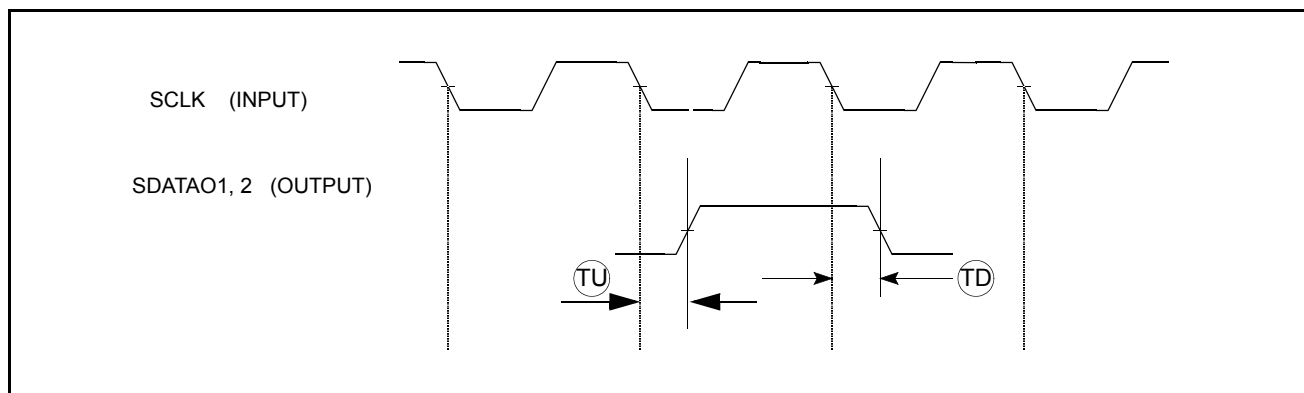 SCLK (INPUT)
SDATAO1, 2 (OUTPUT)
TU
TD